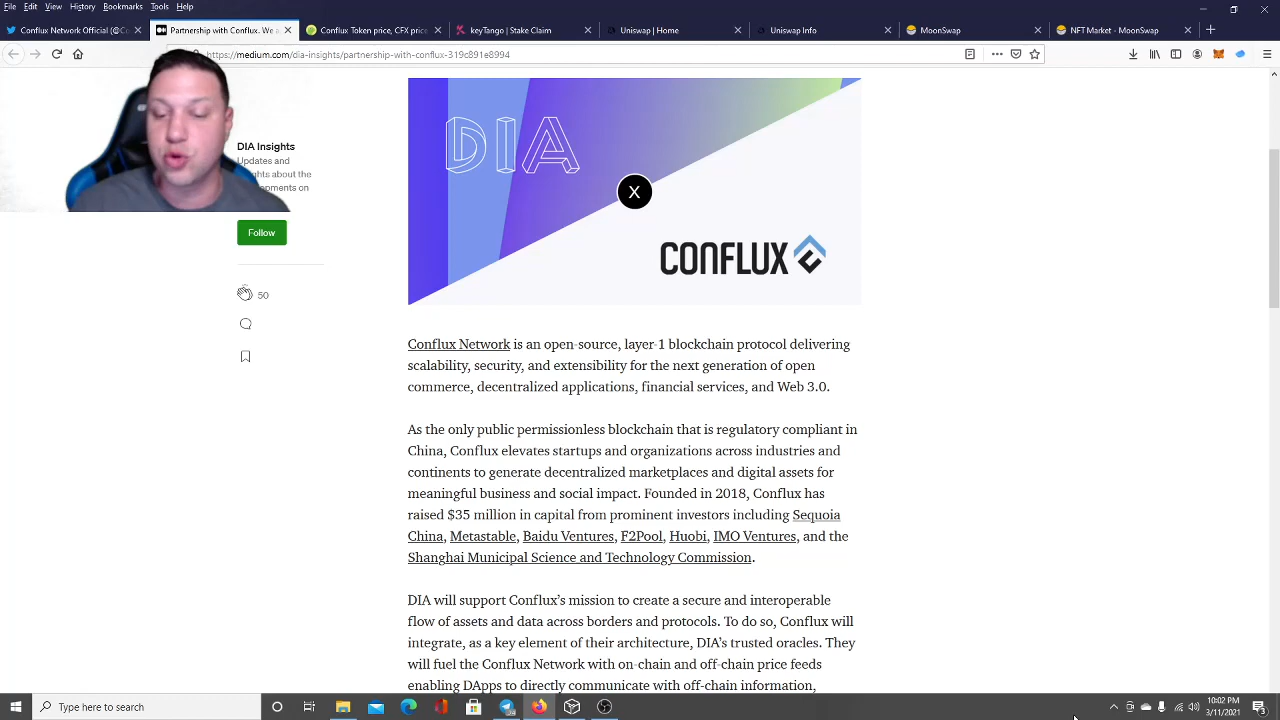 File Edit View History Bookmarks Tools Help
Conflux Network Official (@Co
Partnership with Conflux. We a
Conflux Token price, CFX price
keyTango | Stake Claim
Uniswap | Home
Uniswap Info
MoonSwap
NFT Market - MoonSwap
https://medium.com/dia-insights/partnership-with-conflux-319c891e8994
DIA Insights
Updates and
about the
on
Follow
50
DIA
X
CONFLUX
Conflux Network is an open-source, layer-1 blockchain protocol delivering
scalability, security, and extensibility for the next generation of open
commerce, decentralized applications, financial services, and Web 3.0.
As the only public permissionless blockchain that is regulatory compliant in
China, Conflux elevates startups and organizations across industries and
continents to generate decentralized marketplaces and digital assets for
meaningful business and social impact. Founded in 2018, Conflux has
raised $35 million in capital from prominent investors including Sequoia
China, Metastable, Baidu Ventures, F2Pool, Huobi, IMO Ventures, and the
Shanghai Municipal Science and Technology Commission.
DIA will support Conflux’s mission to create a secure and interoperable
flow of assets and data across borders and protocols. To do so, Conflux will
integrate, as a key element of their architecture, DIA’s trusted oracles. They
will fuel the Conflux Network with on-chain and off-chain price feeds
enabling DApps to directly communicate with off-chain information,
Type here to search
10:02 PM
3/11/2021